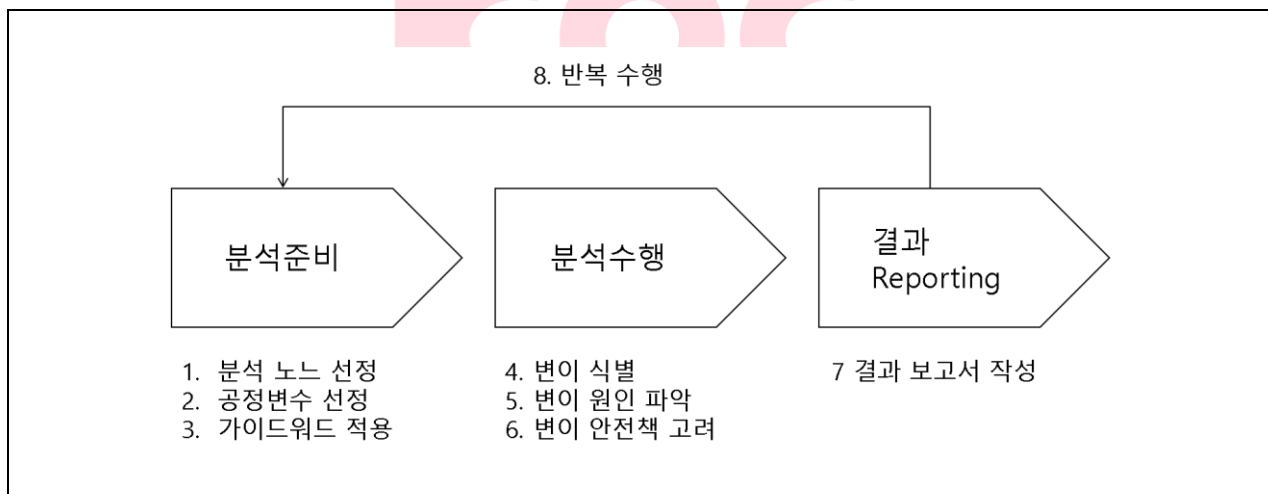 8. 반복 수행
분석준비
분석수행
결과
Reporting
1. 분석 노느 선정
2. 공정변수 선정
3. 가이드워드 적용
4. 변이 식별
5. 변이 원인 파악
6. 변이 안전책 고려
7 결과 보고서 작성